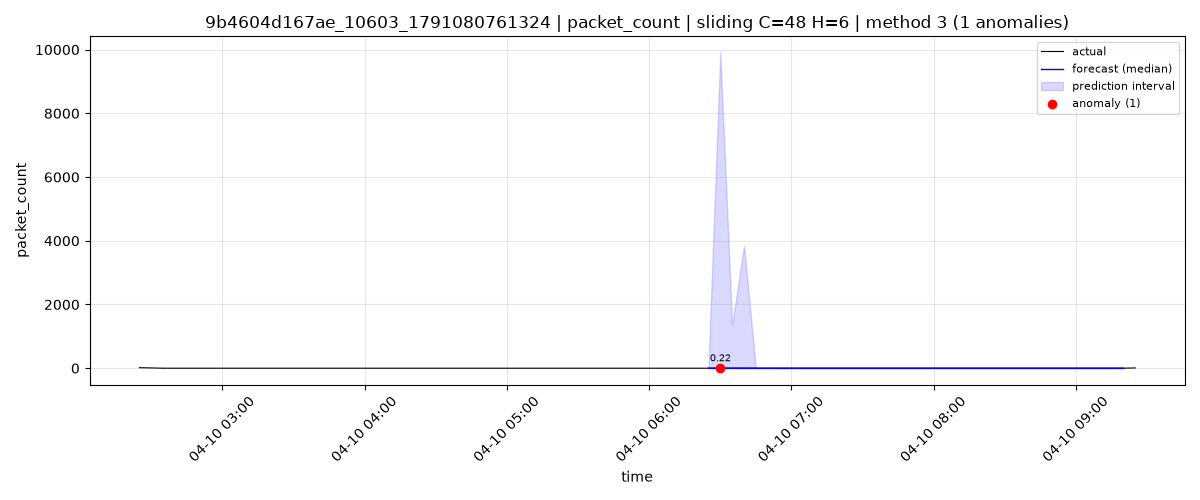 9b4604d167ae_10603_1791080761324 | packet_count | sliding C=48 H=6 | method 3 (1 anomalies)
packet_count
10000
8000
6000
4000
2000
0
actual
forecast (median)
prediction interval
anomaly (1)
0.22
04-10 03:00
04-10 04:00
04-10 05:00
04-10 06:00
04-10 07:00
04-10 08:00
04-10 09:00
time